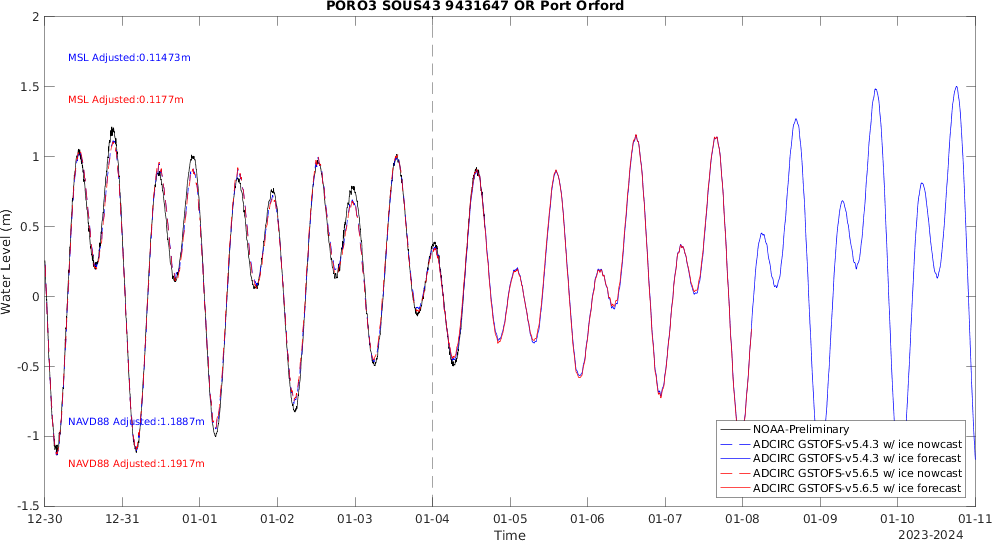 PORO3 SOUS43 9431647 OR Port Orford
2
1.5
1
0.5
0
-0.5
-1
-1.5
Water Level (m)
MSL Adjusted:0.11473m
MSL Adjusted:0.1177m
NAVD88 Adjusted:1.1887m
NAVD88 Adjusted:1.1917m
NOAA-Preliminary
ADCIRC GSTOFS-v5.4.3 w/ ice nowcast
ADCIRC GSTOFS-v5.4.3 w/ ice forecast
ADCIRC GSTOFS-v5.6.5 w/ ice nowcast
ADCIRC GSTOFS-v5.6.5 w/ ice forecast
12-30 12-31 01-01 01-02 01-03 01-04 01-05 01-06 01-07 01-08 01-09 01-10 01-11
Time
2023-2024